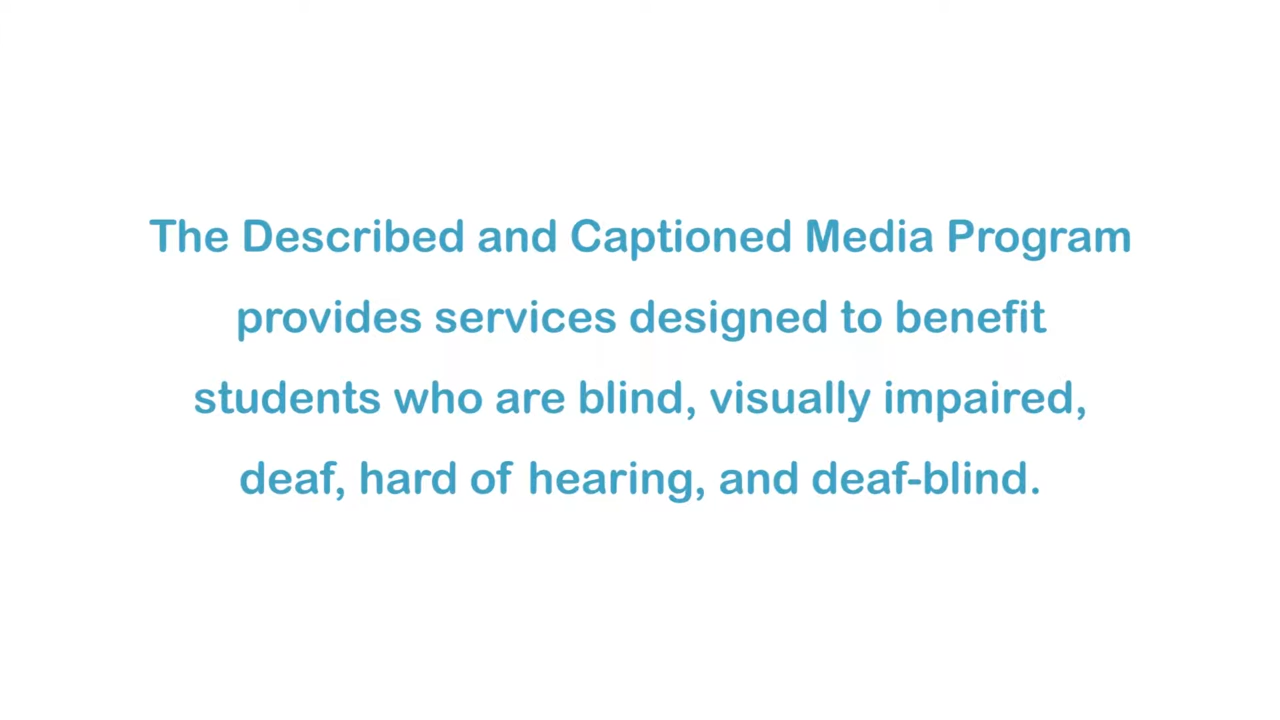 The Described and Captioned Media Program
provides services designed to benefit
students who are blind, visually impaired,
deaf, hard of hearing, and deaf-blind.